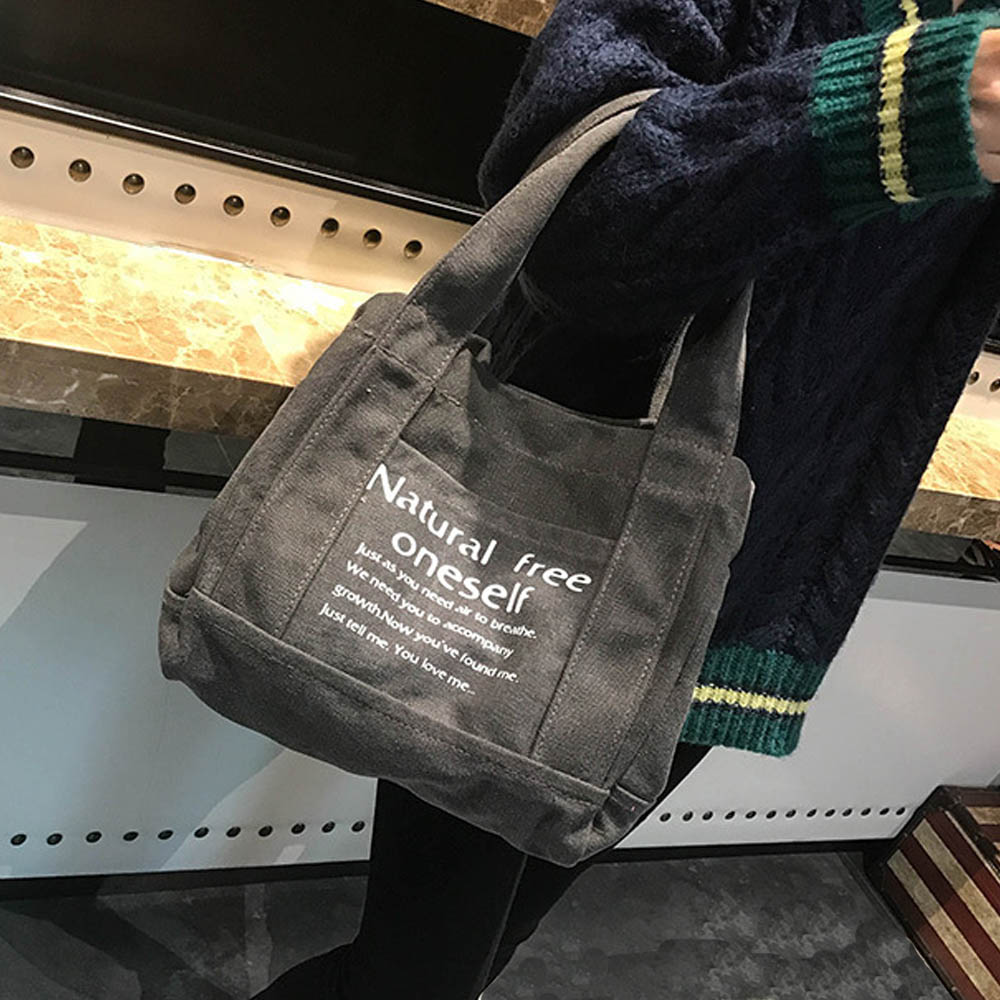 Natural free
oneself
Just as you need air to breathe.
We need you to accompany
growth.Now you've found me.
Just tell me. You love me..